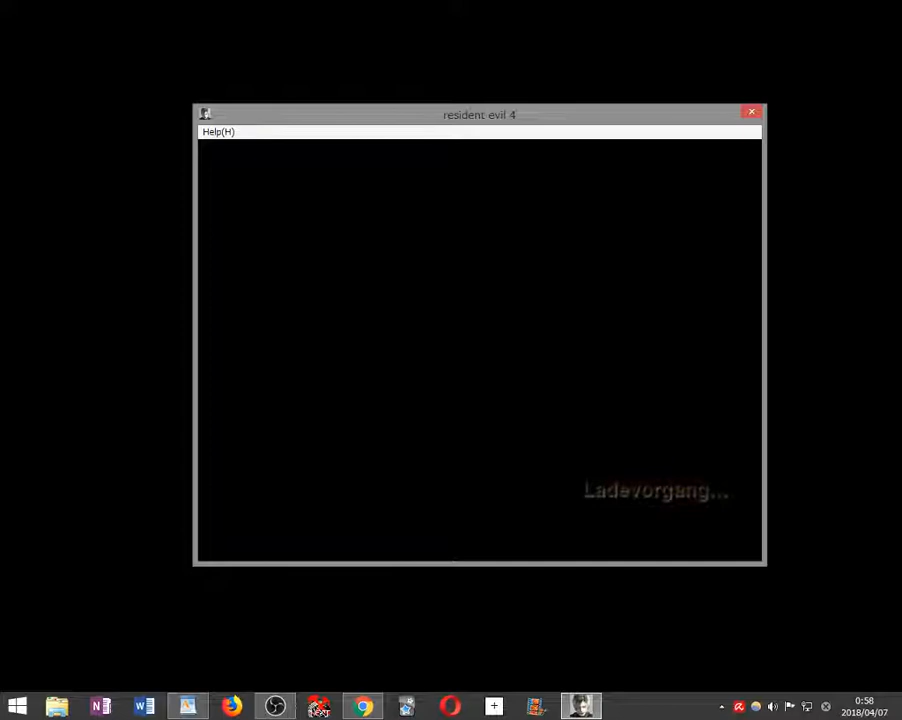 resident evil 4
Help(H)
Ladevorgang...
0:58
2018/04/07